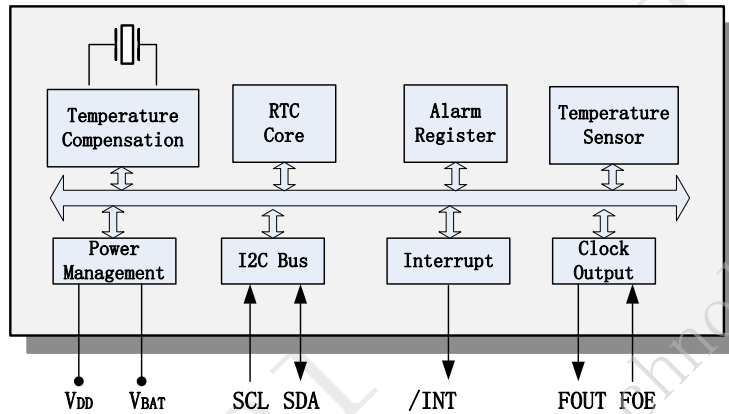 Temperature
Compensation
RTC
Core
Alarm
Register
Temperature
Sensor
Power
Management
I2C Bus
Interrupt
Clock
Output
VDD VBAT SCL SDA /INT FOUT FOE